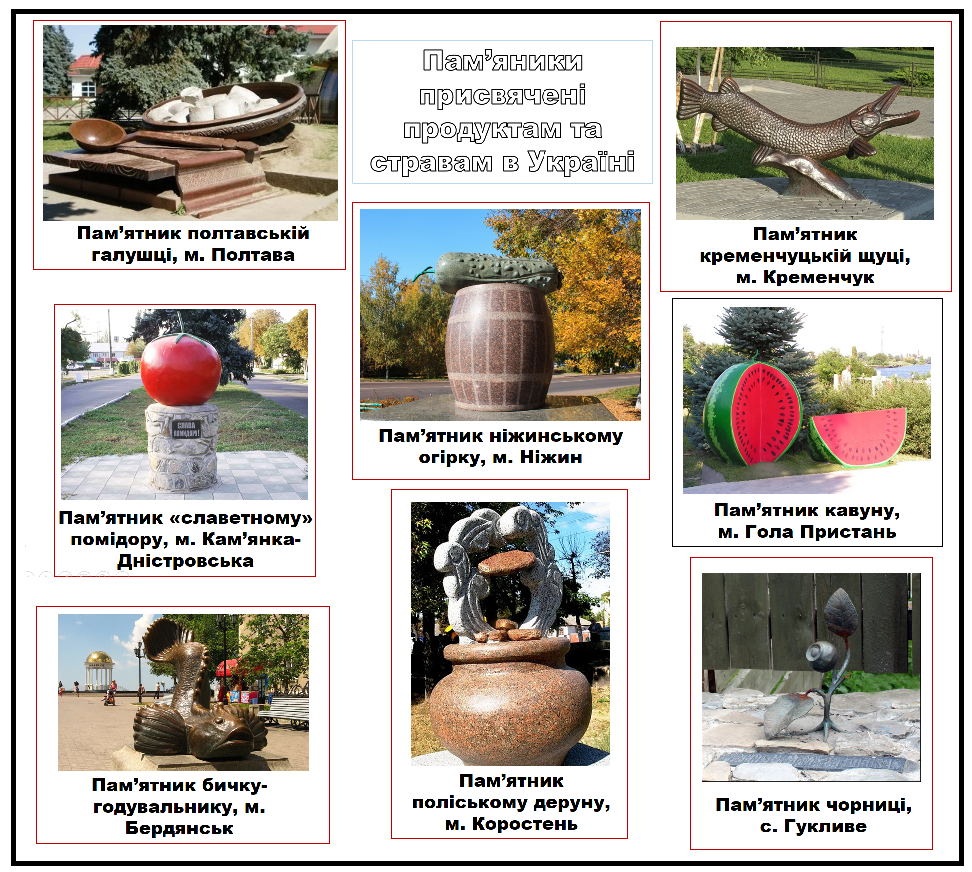 Пам’яники
присвячені
продуктам та
стравам в Україні
Пам’ятник полтавській
галушці, м. Полтава
Пам’ятник
кременчуцькій щуці,
м. Кременчук
Пам’ятник ніжинському
огірку, м. Ніжин
СЛАВА
ПОМИДОРУ!
Пам’ятник «славетному»
помідору, м. Кам’янка-
Дністровська
Пам’ятник кавуну,
м. Гола Пристань
Пам’ятник бичку-
годувальнику, м.
Бердянськ
Пам’ятник
поліському деруну,
м. Коростень
Пам’ятник чорниці,
с. Гукливе